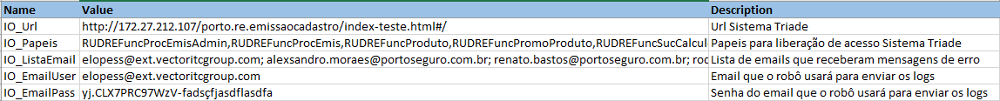 Name Value Description
IO_Url http://172.27.212.107/porto.re.emissaocadastro/index-teste.html#/ Url Sistema Triade
IO_Papeis RUDREFuncProcEmisAdmin,RUDREFuncProcEmis,RUDREFuncProduto,RUDREFuncPromoProduto,RUDREFuncSucCalcul Papeis para liberação de acesso Sistema Triade
IO_ListaEmail elopess@ext.vectoritcgroup.com; alexsandro.moraes@portoseguro.com.br; renato.bastos@portoseguro.com.br; roc Lista de emails que receberam mensagens de erro
IO_EmailUser elopess@ext.vectoritcgroup.com Email que o robô usará para enviar os logs
IO_EmailPass yj.CLX7PRC97WzV-fadsçfjasdflasdfa Senha do email que o robô usará para enviar os logs